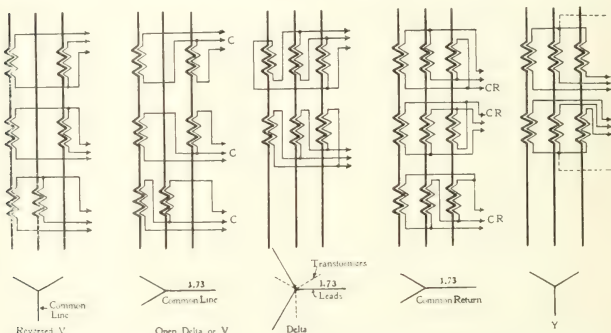 C
C
C
CR
CR
CR
Common
Line
Reversed V
1.73
Common Line
Open Delta or V
Transformers
1.73
Leads
Delta
1.73
Common Return
Y